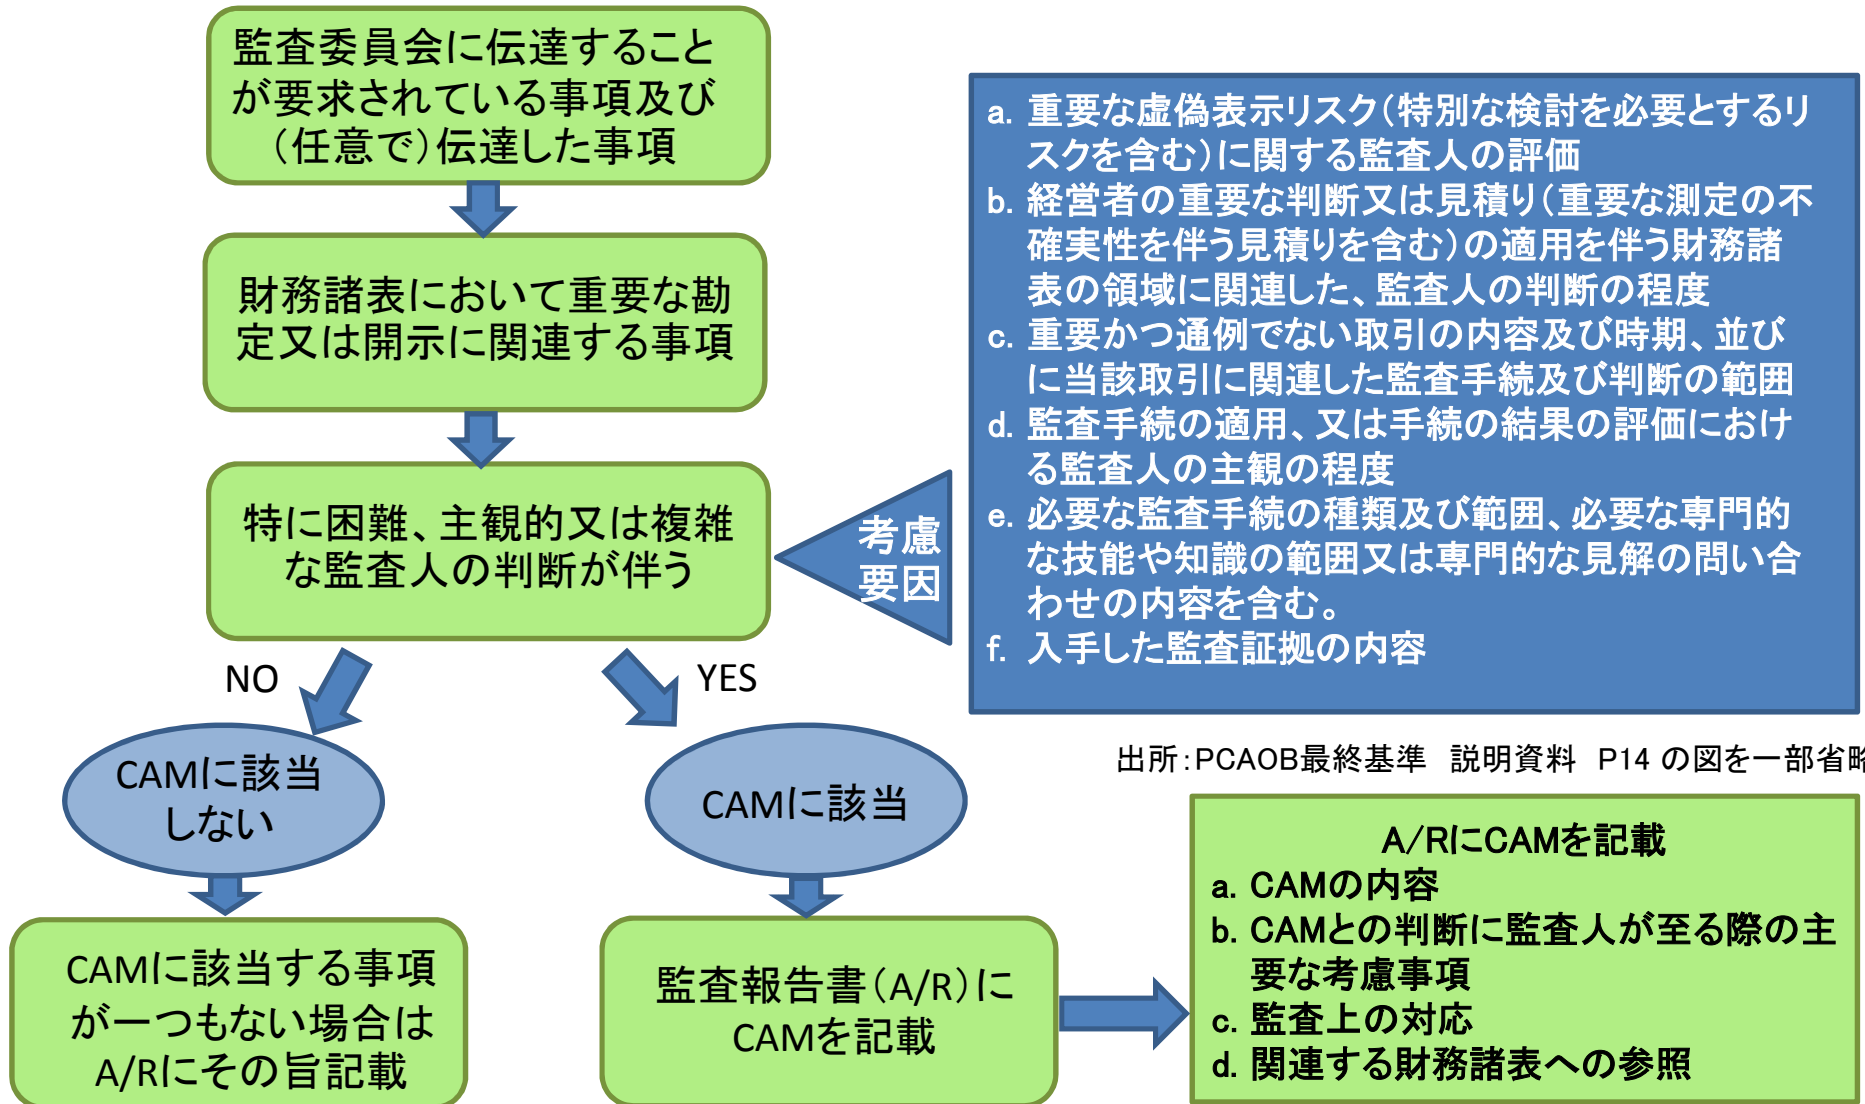 監査委員会に伝達すること
が要求されている事項及び
（任意で）伝達した事項
財務諸表において重要な勘
定又は開示に関連する事項
特に困難、主観的又は複雑
な監査人の判断が伴う
考慮
要因
a. 重要な虚偽表示リスク（特別な検討を必要とするリ
スクを含む）に関する監査人の評価
b. 経営者の重要な判断又は見積り（重要な測定の不
確実性を伴う見積りを含む）の適用を伴う財務諸
表の領域に関連した、監査人の判断の程度
c. 重要かつ通例でない取引の内容及び時期、並び
に当該取引に関連した監査手続及び判断の範囲
d. 監査手続の適用、又は手続の結果の評価におけ
る監査人の主観の程度
e. 必要な監査手続の種類及び範囲、必要な専門的
な技能や知識の範囲又は専門的な見解の問い合
わせの内容を含む。
f. 入手した監査証拠の内容
NO
YES
出所：PCAOB最終基準 説明資料 P14 の図を一部省略
CAMに該当
しない
CAMに該当
CAMに該当する事項
が一つもない場合は
A/Rにその旨記載
監査報告書（A/R）に
CAMを記載
A/RにCAMを記載
a. CAMの内容
b. CAMとの判断に監査人が至る際の主
要な考慮事項
c. 監査上の対応
d. 関連する財務諸表への参照